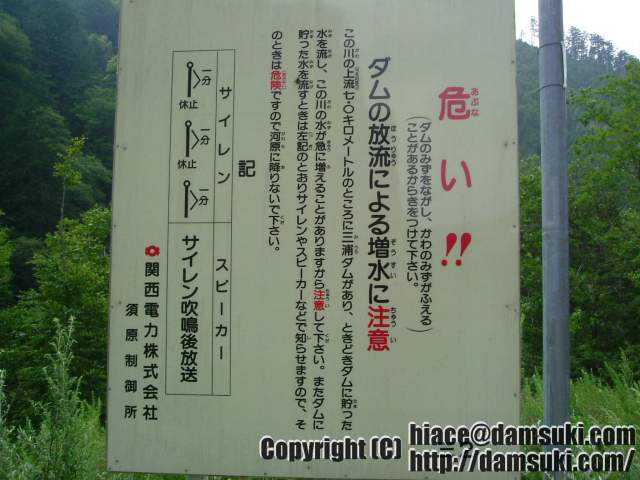 危い!!
(ダムのみずをながし、かわのみずがふえる
ことがあるからきをつけて下さい。)
ダムの放流による増水に注意
この川の上流七・〇キロメートルのところに三浦ダムがあり、ときどきダムに貯った
水を流し、この川の水が急に増えることがありますから注意して下さい。またダムに
貯った水を流すときは左記のとおりサイレンやスピーカーなどで知らせますので、そ
のときは危険ですので河原に降りないで下さい。
記
サイレン
一分
休止
一分
休止
一分
スピーカー
サイレン吹鳴後放送
関西電力株式会社
須原制御所
Copyright (C) hiace@damsuki.com
http://damsuki.com/